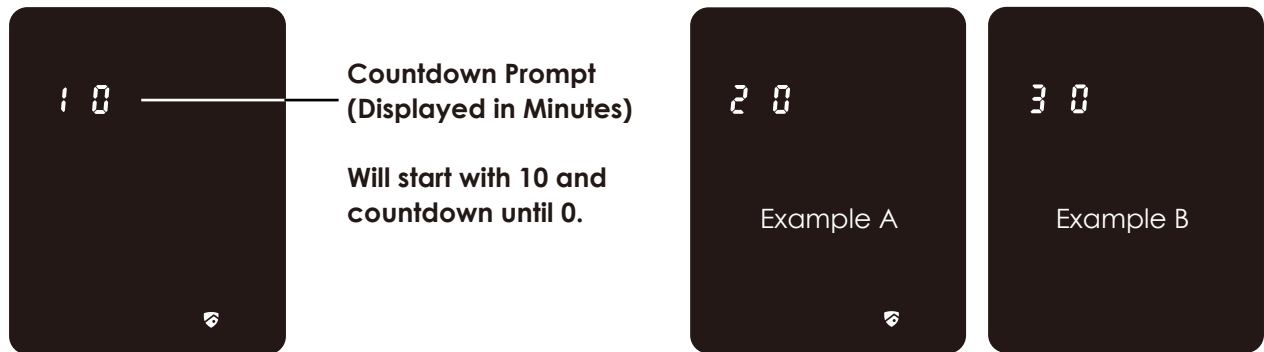 10
Countdown Prompt
(Displayed in Minutes)
Will start with 10 and
countdown until 0.
20
Example A
30
Example B